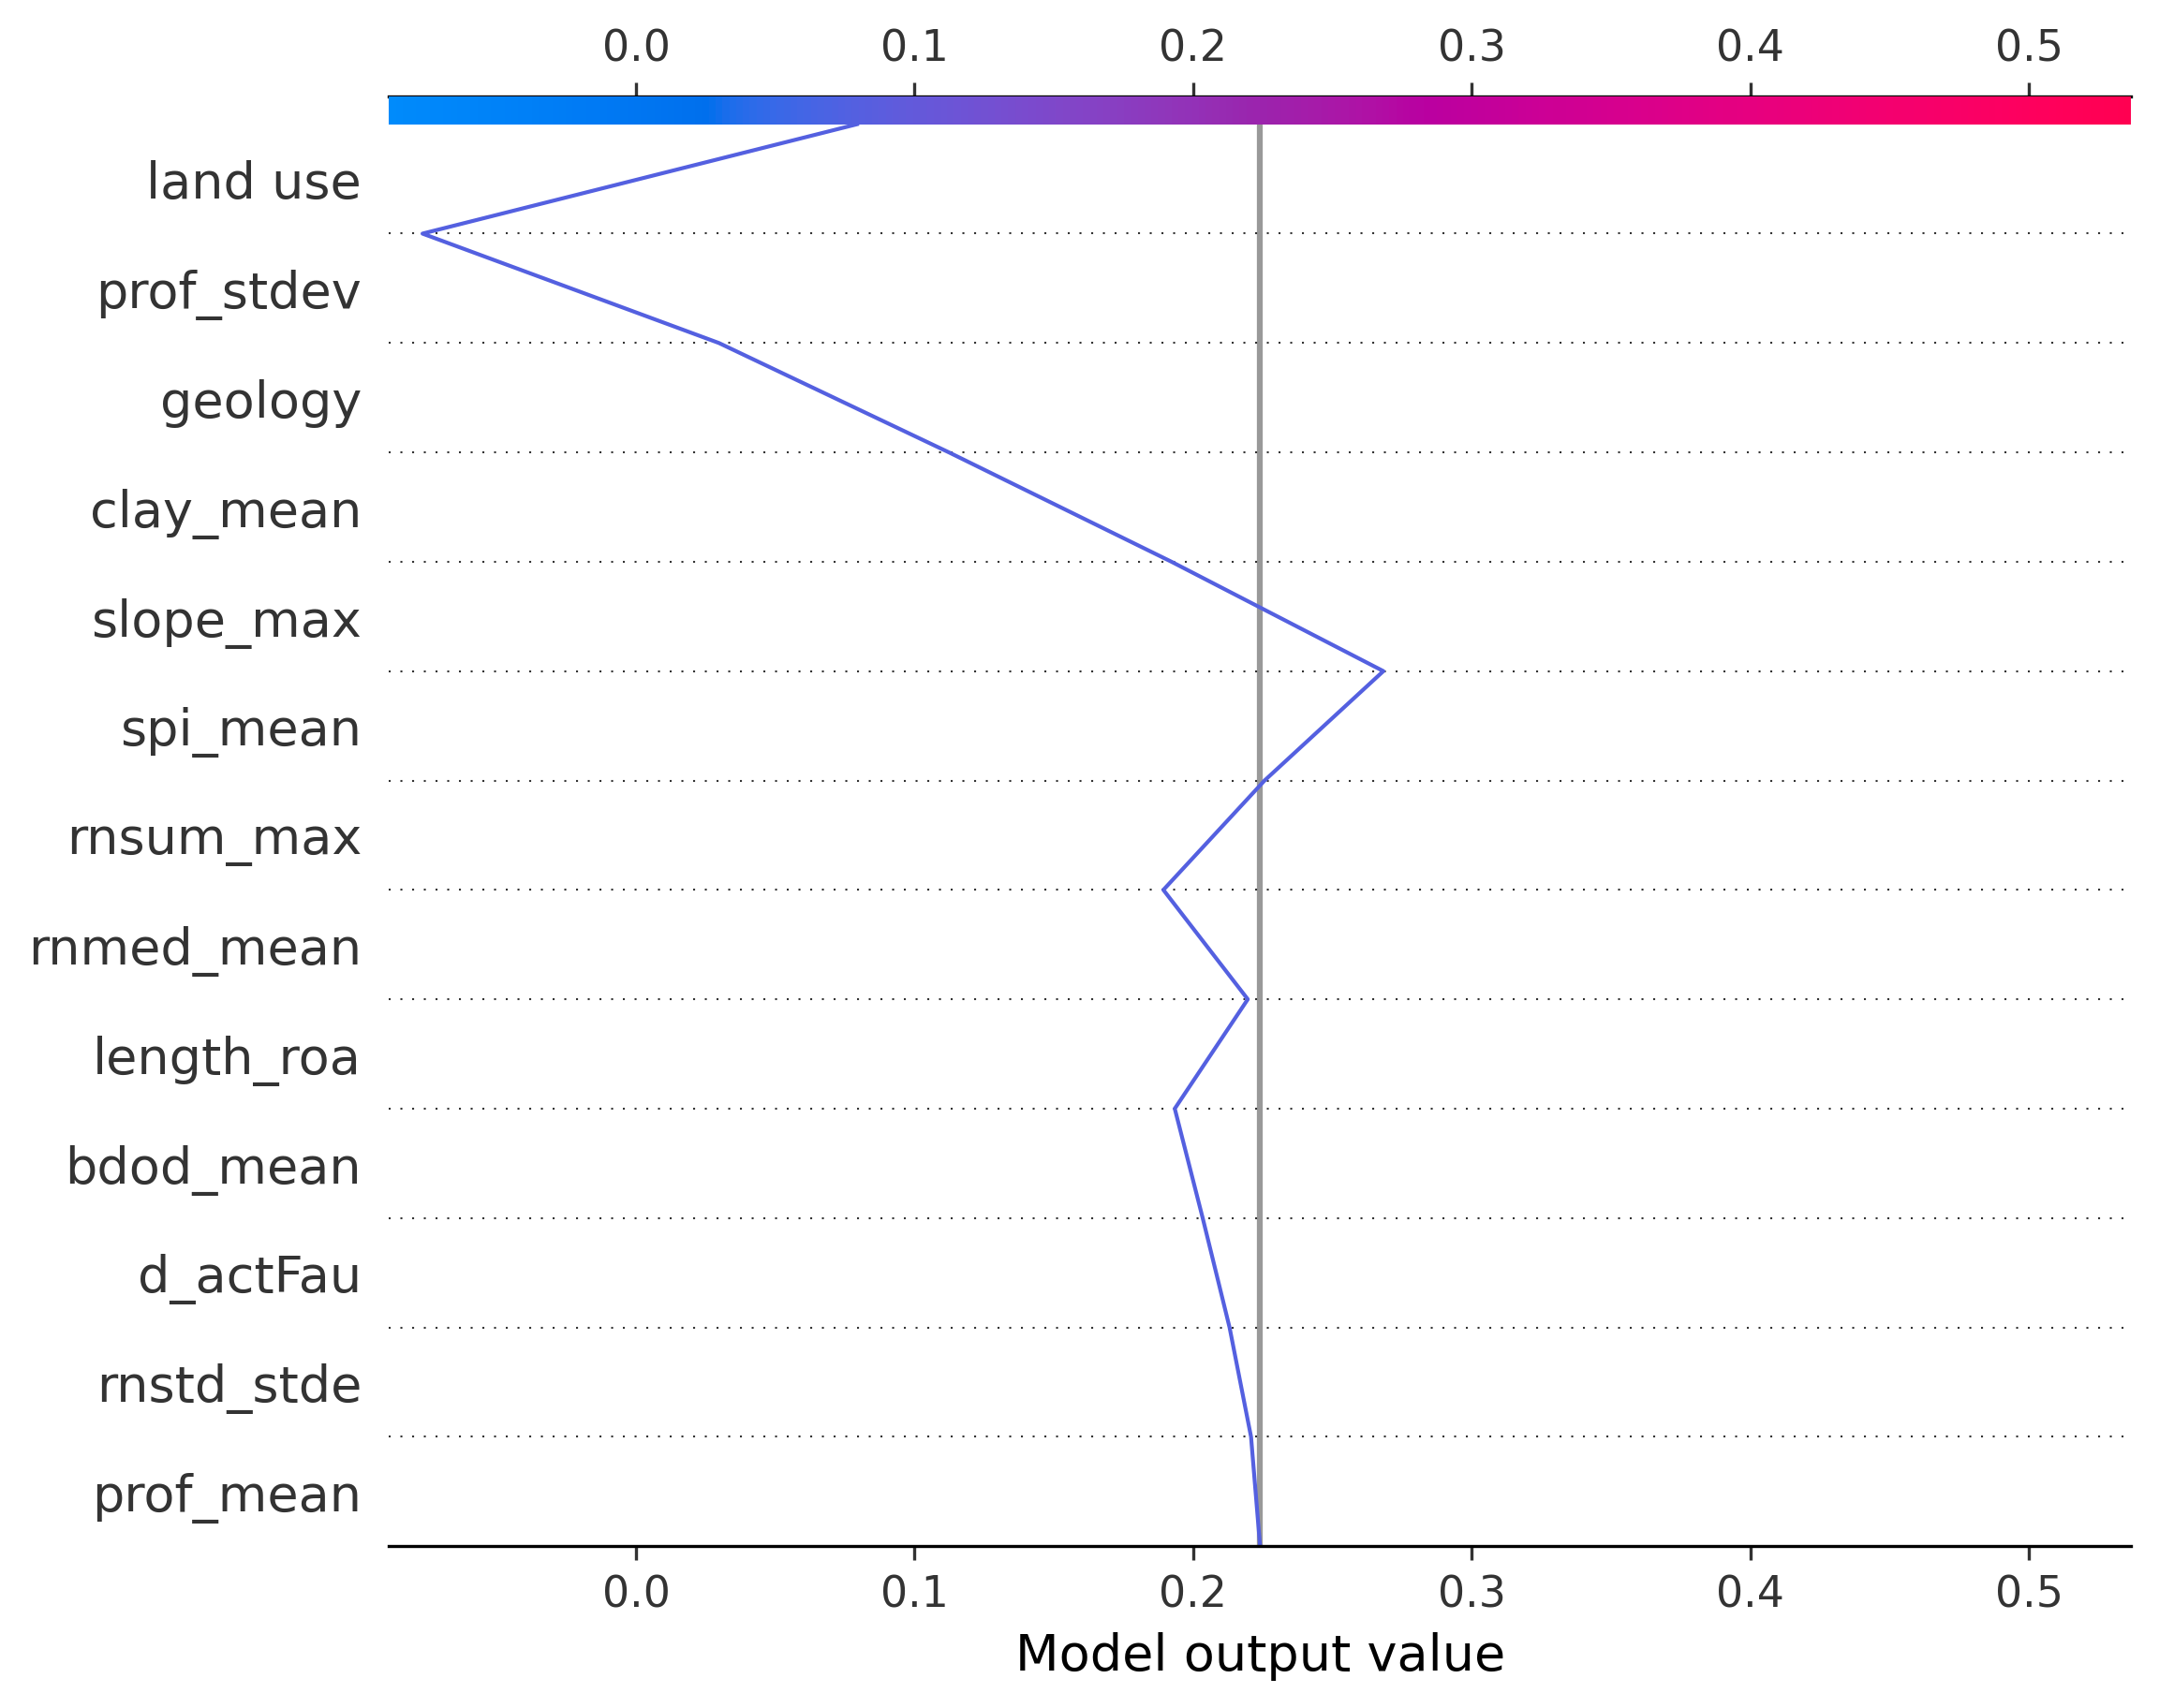 0.0 0.1 0.2 0.3 0.4 0.5
land use
prof_stdev
geology
clay_mean
slope_max
spi_mean
rnsum_max
rnmed_mean
length_roa
bdod_mean
d_actFau
rnstd_stde
prof_mean
0.0 0.1 0.2 0.3 0.4 0.5
Model output value